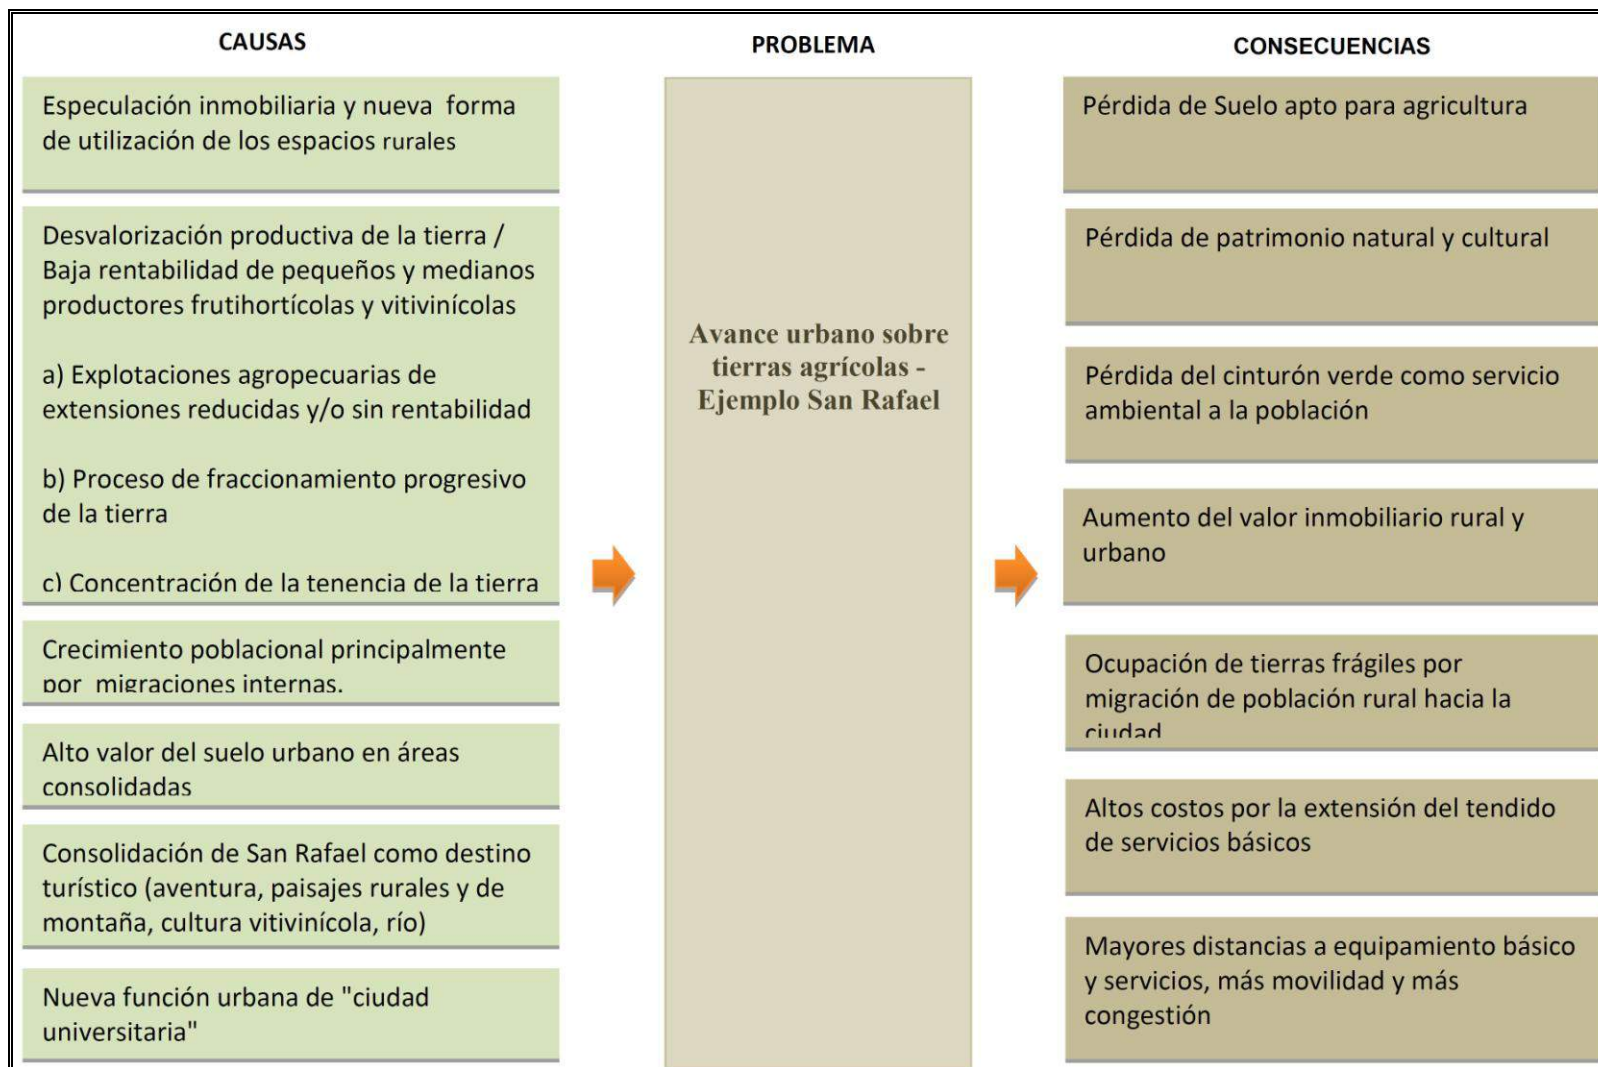 CAUSAS
Especulación inmobiliaria y nueva forma
de utilización de los espacios rurales
Desvalorización productiva de la tierra /
Baja rentabilidad de pequeños y medianos
productores frutihortícolas y vitivinícolas
a) Explotaciones agropecuarias de
extensiones reducidas y/o sin rentabilidad
b) Proceso de fraccionamiento progresivo
de la tierra
c) Concentración de la tenencia de la tierra
Crecimiento poblacional principalmente
por migraciones internas.
Alto valor del suelo urbano en áreas
consolidadas
Consolidación de San Rafael como destino
turístico (aventura, paisajes rurales y de
montaña, cultura vitivinícola, río)
Nueva función urbana de "ciudad
universitaria"
PROBLEMA
Avance urbano sobre
tierras agrícolas -
Ejemplo San Rafael
CONSECUENCIAS
Pérdida de Suelo apto para agricultura
Pérdida de patrimonio natural y cultural
Pérdida del cinturón verde como servicio
ambiental a la población
Aumento del valor inmobiliario rural y
urbano
Ocupación de tierras frágiles por
migración de población rural hacia la
ciudad
Altos costos por la extensión del tendido
de servicios básicos
Mayores distancias a equipamiento básico
y servicios, más movilidad y más
congestión